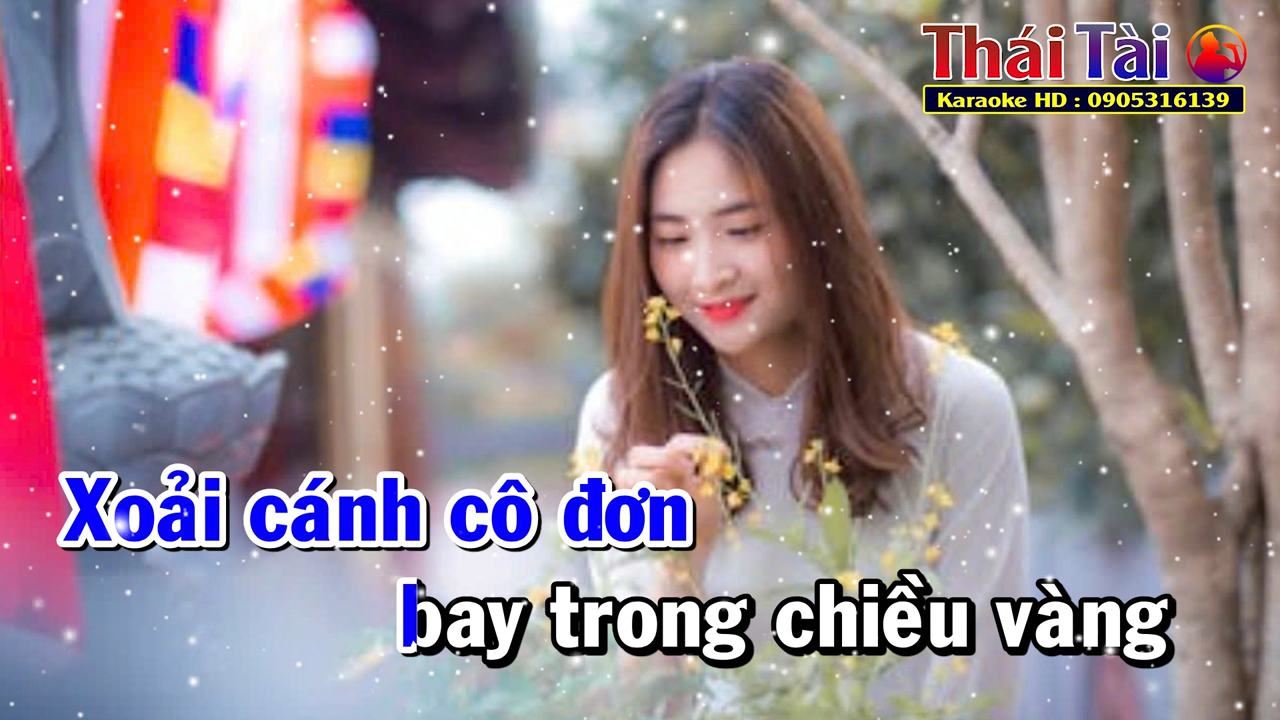 Thái Tài
Karaoke HD : 0905316139
Xoải cánh cô đơn
bay trong chiều vàng